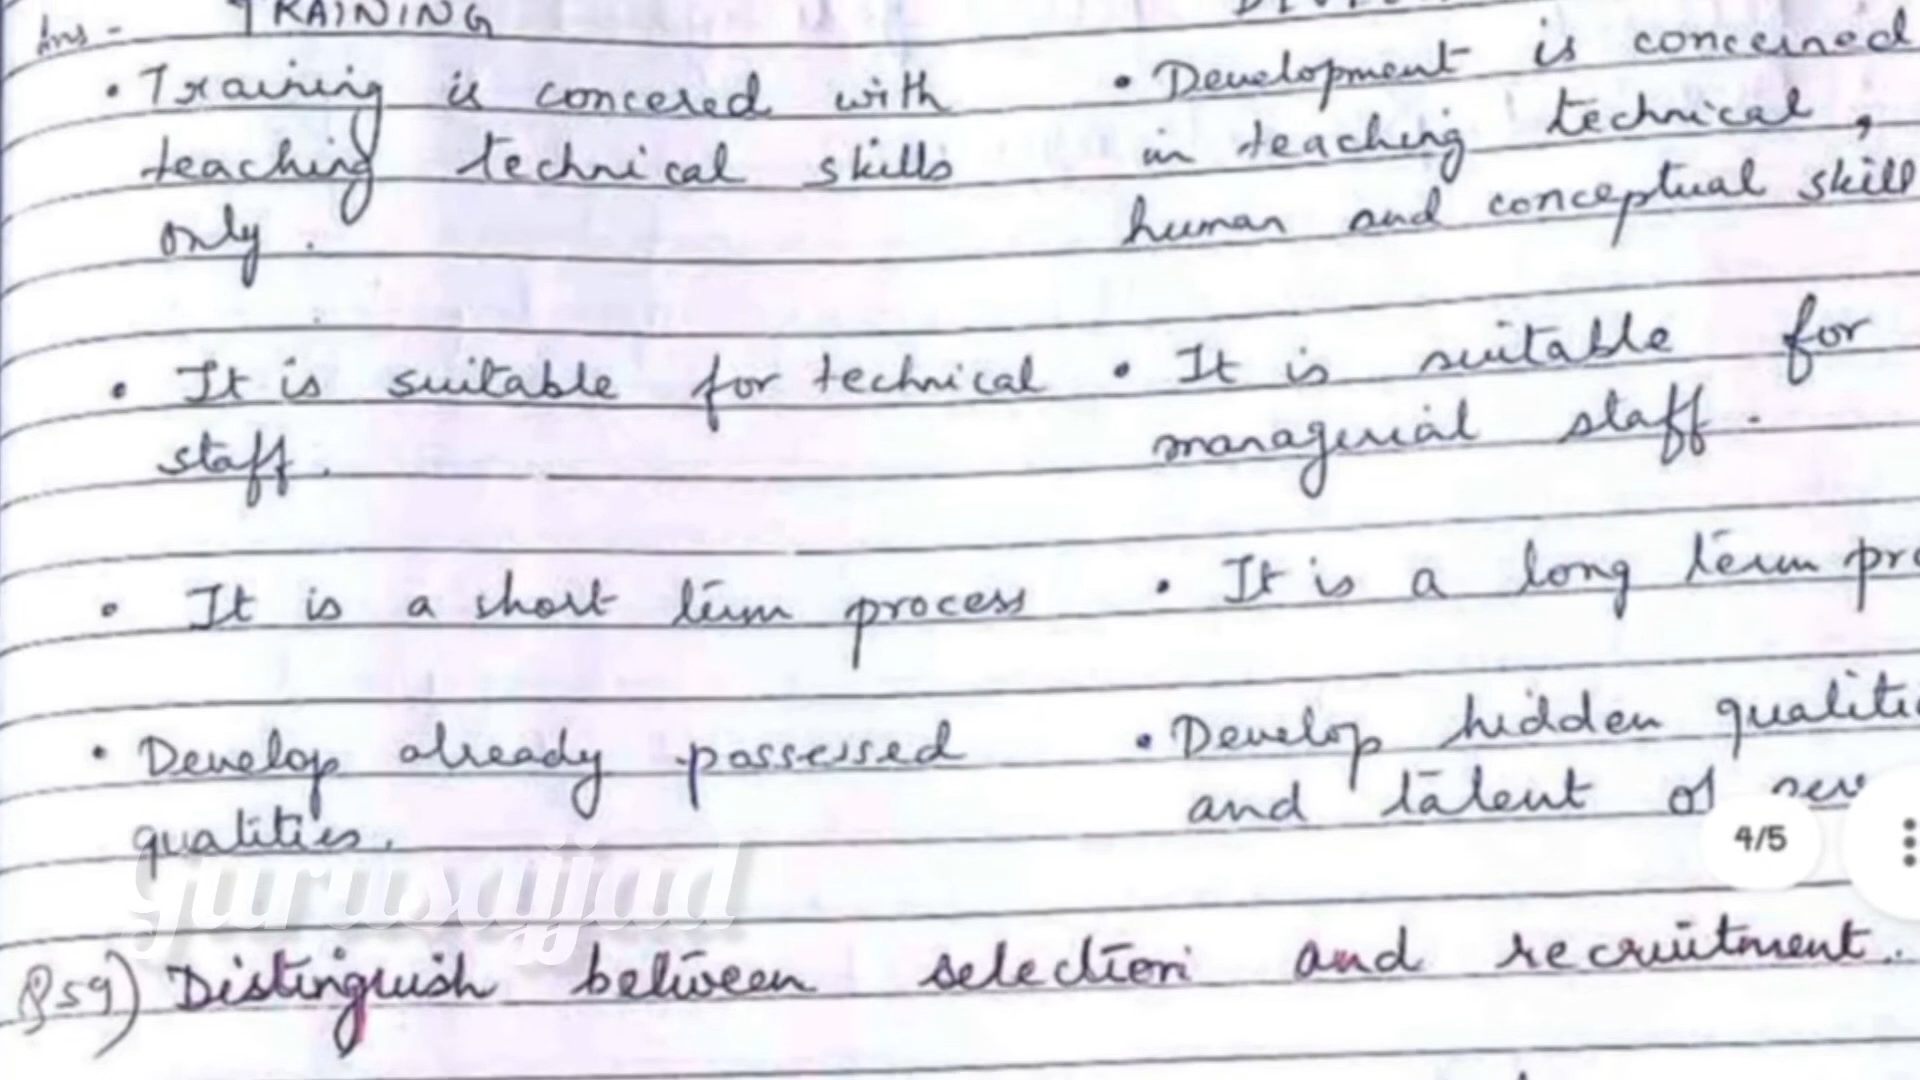 Ans - TRAINING
• Training is concered with
teaching technical skills
only.
• It is suitable for technical
staff.
• It is a short term process
• Develop already possessed
qualities.
• Development is concerned
in teaching technical,
human and conceptual skill
• It is suitable for
managerial staff.
• It is a long term pro
• Develop hidden qualiti
and talent of
4/5
gurusajjad
Q59) Distinguish between selection and recruitment.